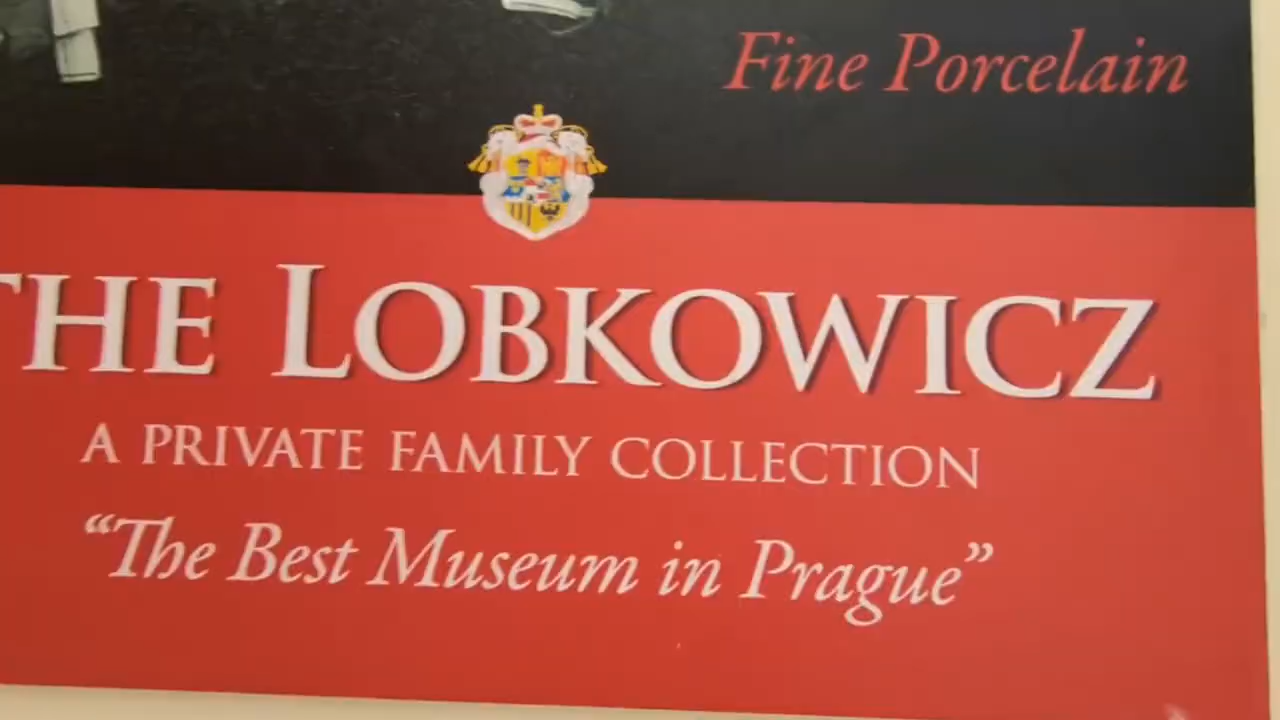 Fine Porcelain
THE LOBKOWICZ
A PRIVATE FAMILY COLLECTION
“The Best Museum in Prague”